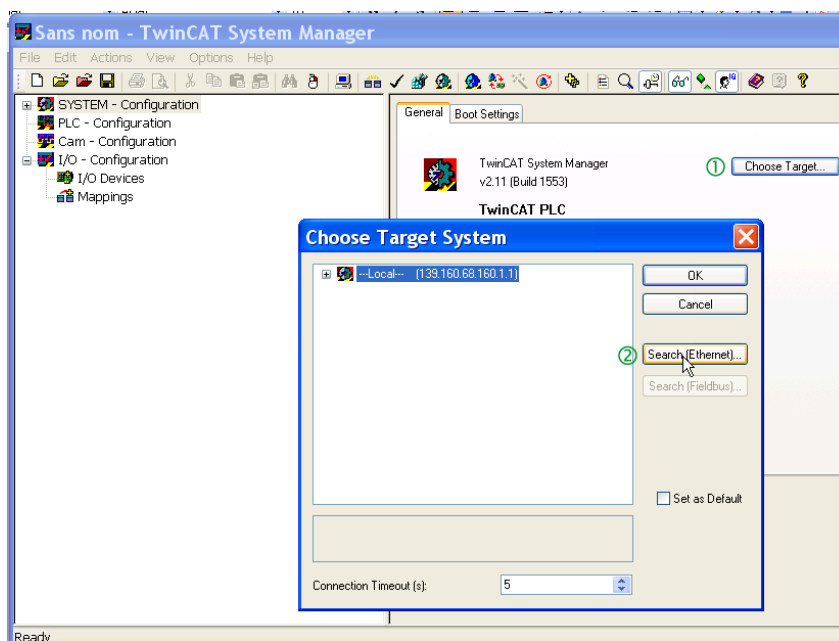 Sans nom - TwinCAT System Manager
File Edit Actions View Options Help
SYSTEM - Configuration
PLC - Configuration
Cam - Configuration
I/O - Configuration
I/O Devices
Mappings
General Boot Settings
TwinCAT System Manager
v2.11 (Build 1553)
TwinCAT PLC
① Choose Target...
Choose Target System
---Local--- (139.160.68.160.1.1)
OK
Cancel
② Search (Ethernet)...
Search (Fieldbus)...
Set as Default
Connection Timeout (s): 5
Ready